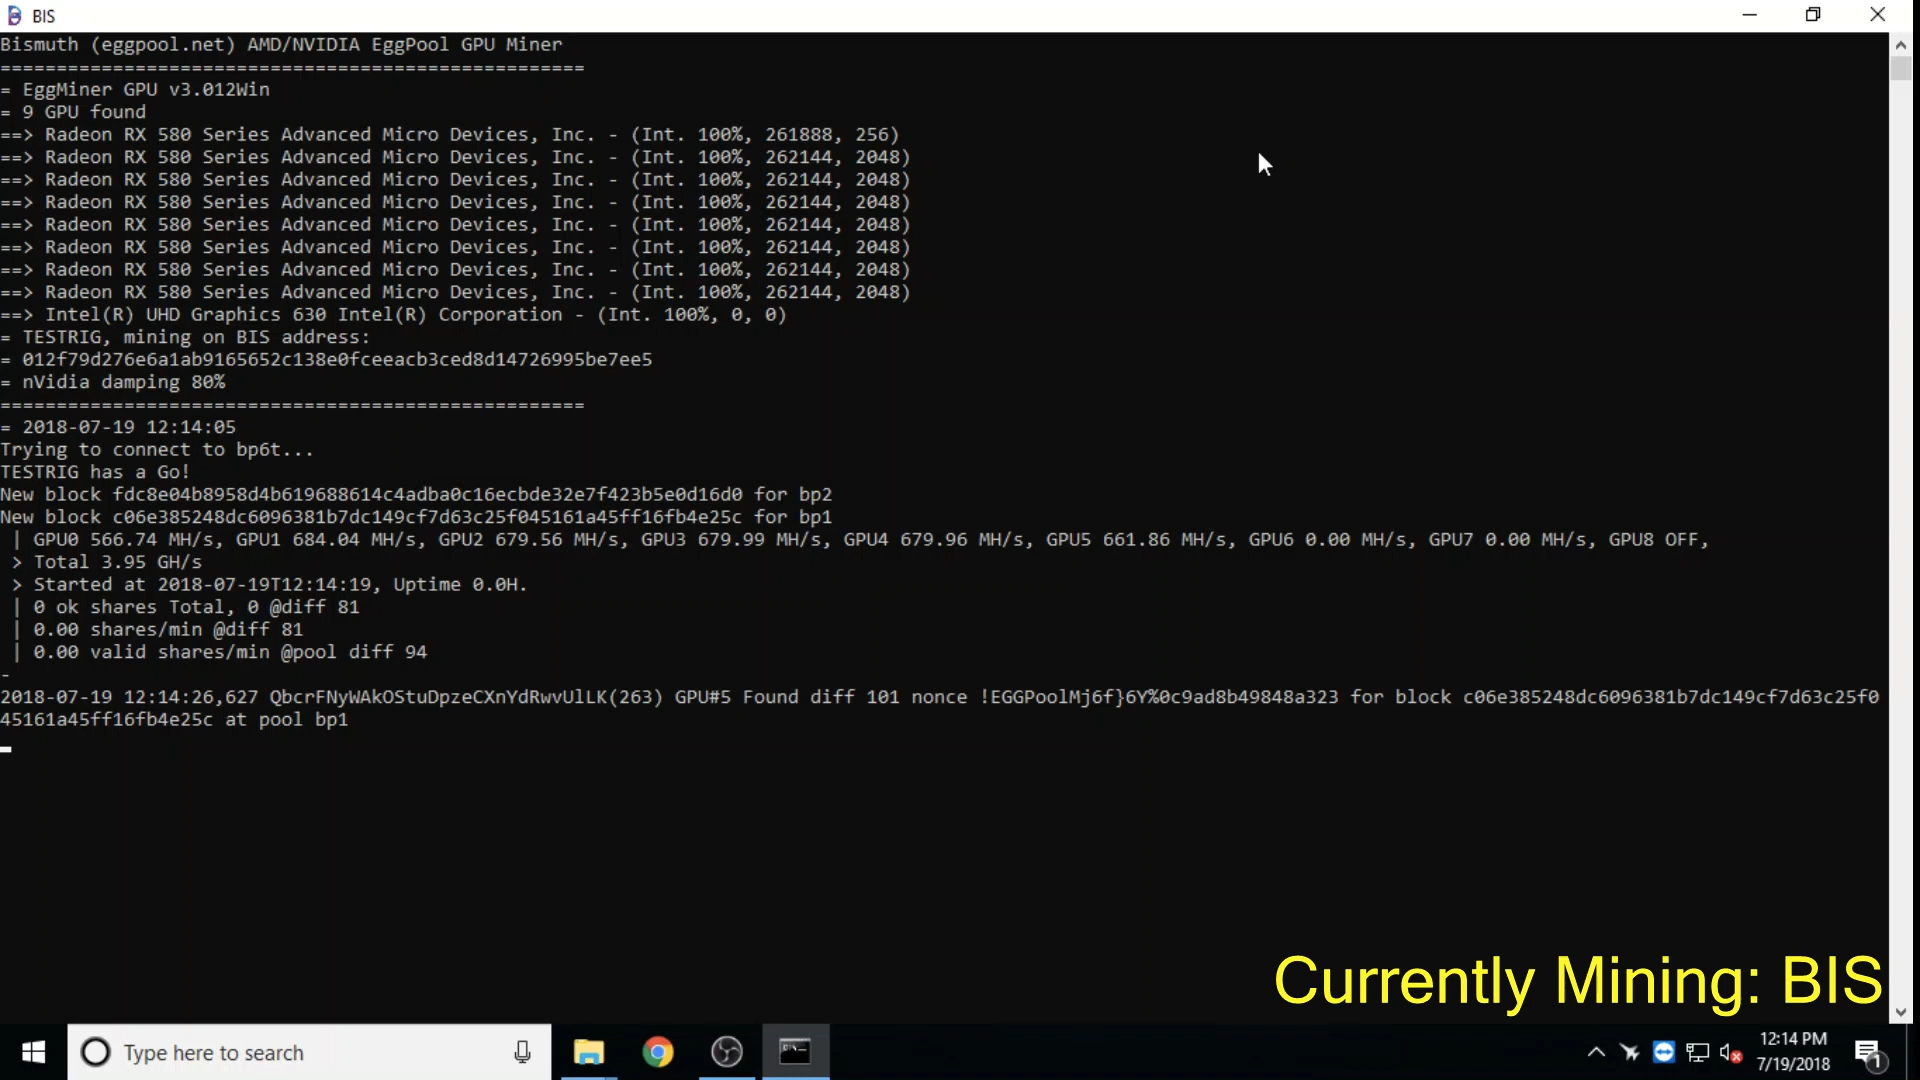 BIS
Bismuth (eggpool.net) AMD/NVIDIA EggPool GPU Miner
====================================================
= EggMiner GPU v3.012Win
= 9 GPU found
==> Radeon RX 580 Series Advanced Micro Devices, Inc. - (Int. 100%, 261888, 256)
==> Radeon RX 580 Series Advanced Micro Devices, Inc. - (Int. 100%, 262144, 2048)
==> Radeon RX 580 Series Advanced Micro Devices, Inc. - (Int. 100%, 262144, 2048)
==> Radeon RX 580 Series Advanced Micro Devices, Inc. - (Int. 100%, 262144, 2048)
==> Radeon RX 580 Series Advanced Micro Devices, Inc. - (Int. 100%, 262144, 2048)
==> Radeon RX 580 Series Advanced Micro Devices, Inc. - (Int. 100%, 262144, 2048)
==> Radeon RX 580 Series Advanced Micro Devices, Inc. - (Int. 100%, 262144, 2048)
==> Radeon RX 580 Series Advanced Micro Devices, Inc. - (Int. 100%, 262144, 2048)
==> Intel(R) UHD Graphics 630 Intel(R) Corporation - (Int. 100%, 0, 0)
= TESTRIG, mining on BIS address:
= 012f79d276e6a1ab9165652c138e0fceeacb3ced8d14726995be7ee5
= nVidia damping 80%
====================================================
= 2018-07-19 12:14:05
Trying to connect to bp6t...
TESTRIG has a Go!
New block fdc8e04b8958d4b619688614c4adba0c16ecbde32e7f423b5e0d16d0 for bp2
New block c06e385248dc6096381b7dc149cf7d63c25f045161a45ff16fb4e25c for bp1
| GPU0 566.74 MH/s, GPU1 684.04 MH/s, GPU2 679.56 MH/s, GPU3 679.99 MH/s, GPU4 679.96 MH/s, GPU5 661.86 MH/s, GPU6 0.00 MH/s, GPU7 0.00 MH/s, GPU8 OFF,
> Total 3.95 GH/s
> Started at 2018-07-19T12:14:19, Uptime 0.0H.
| 0 ok shares Total, 0 @diff 81
| 0.00 shares/min @diff 81
| 0.00 valid shares/min @pool diff 94
-
2018-07-19 12:14:26,627 QbcrFNyWAkOStuDpzeCXnYdRwvUlLK(263) GPU#5 Found diff 101 nonce !EGGPoolMj6f}6Y%0c9ad8b49848a323 for block c06e385248dc6096381b7dc149cf7d63c25f0
45161a45ff16fb4e25c at pool bp1
Currently Mining: BIS
Type here to search
12:14 PM
7/19/2018
1